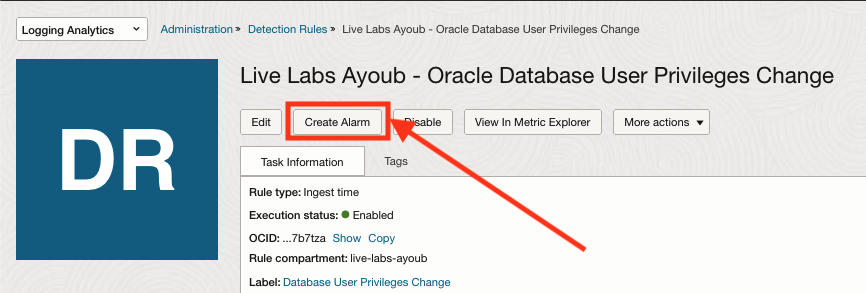 Logging Analytics
Administration » Detection Rules » Live Labs Ayoub - Oracle Database User Privileges Change
DR
Live Labs Ayoub - Oracle Database User Privileges Change
Edit Create Alarm Disable View In Metric Explorer More actions
Task Information Tags
Rule type: Ingest time
Execution status: Enabled
OCID: ...7b7tza Show Copy
Rule compartment: live-labs-ayoub
Label: Database User Privileges Change